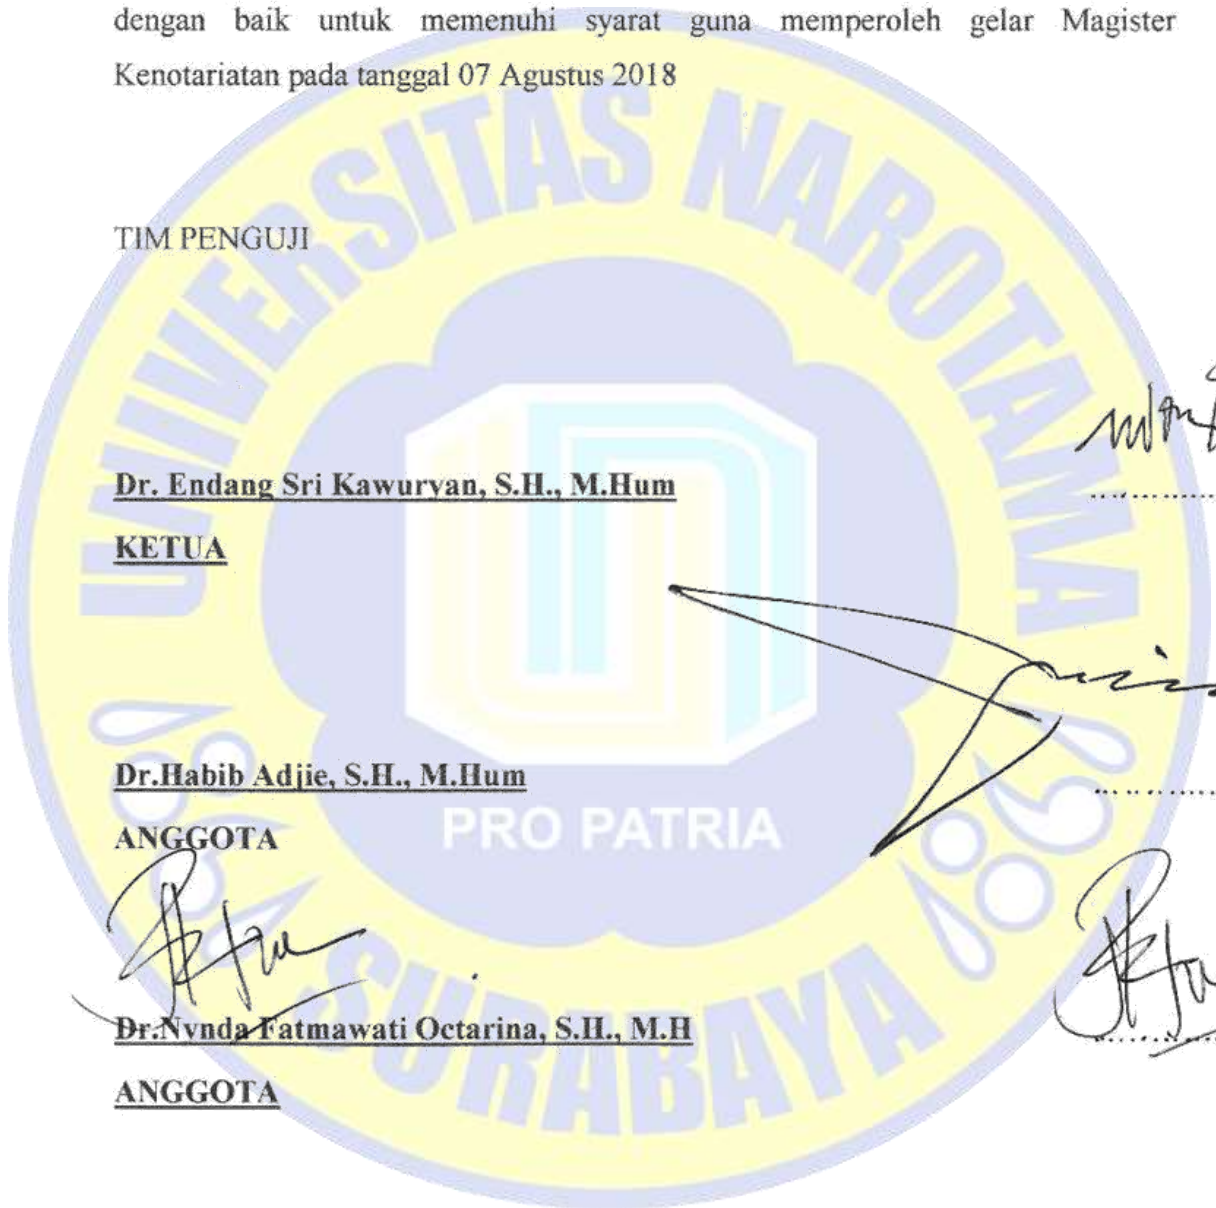 dengan baik untuk memenuhi syarat guna memperoleh gelar Magister
Kenotariatan pada tanggal 07 Agustus 2018
UNIVERSITAS NAROTAMA
TIM PENGUJI
Dr. Endang Sri Kawuryan, S.H., M.Hum
KETUA
Dr.Habib Adjie, S.H., M.Hum
ANGGOTA
PRO PATRIA
Dr.Nynda Fatmawati Octarina, S.H., M.H
ANGGOTA
SURABAYA